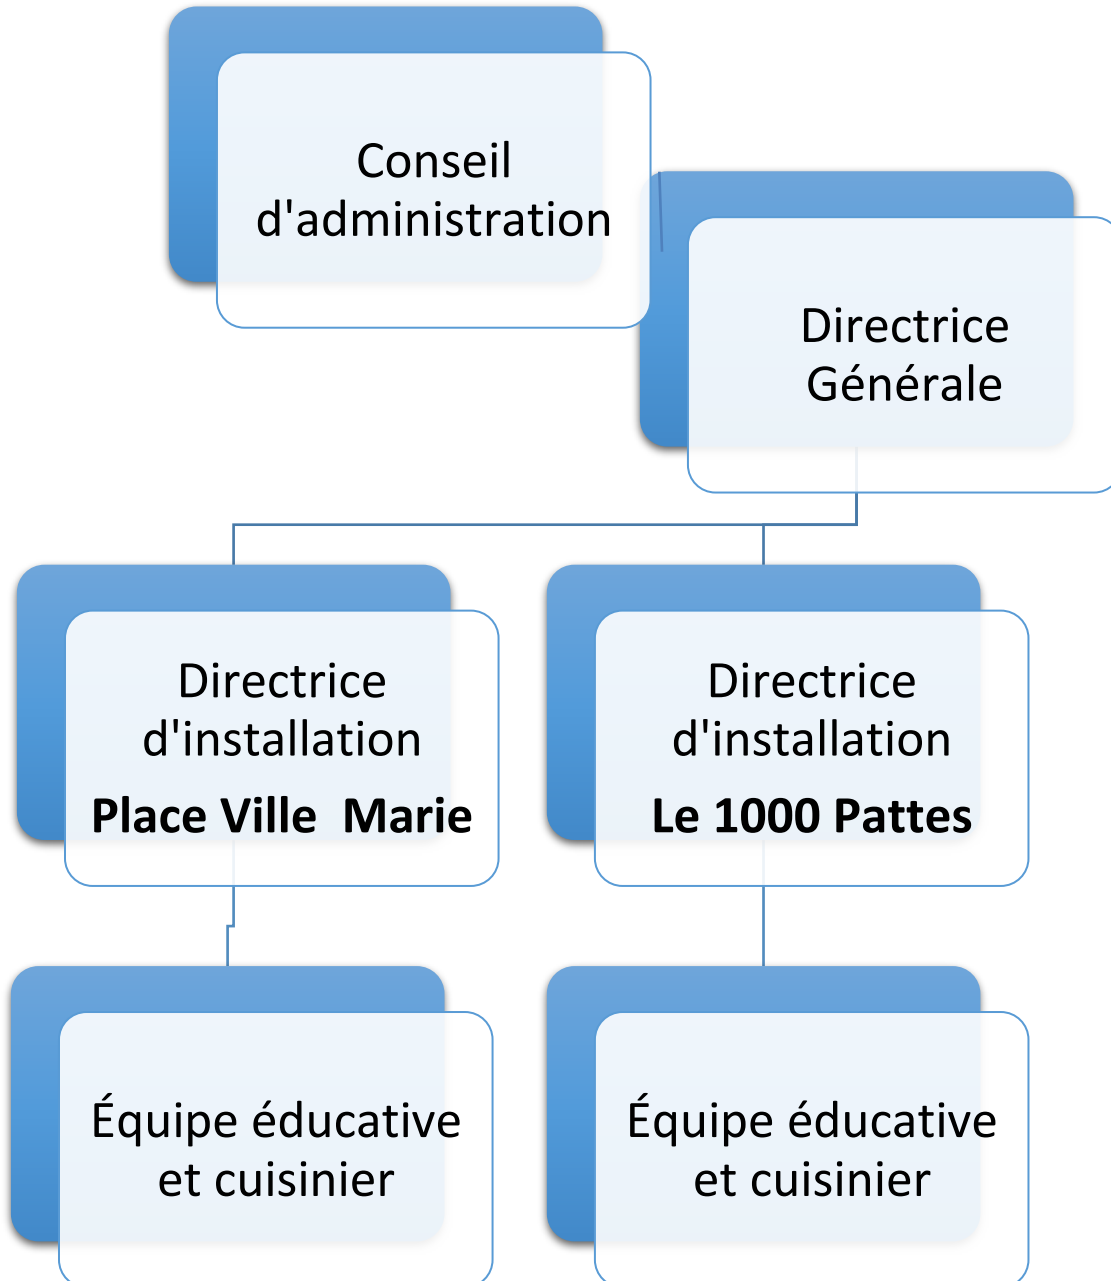 Conseil
d'administration
Directrice
Générale
Directrice
d'installation
Place Ville  Marie
Directrice
d'installation
Le 1000 Pattes
Équipe éducative
et cuisinier
Équipe éducative
et cuisinier